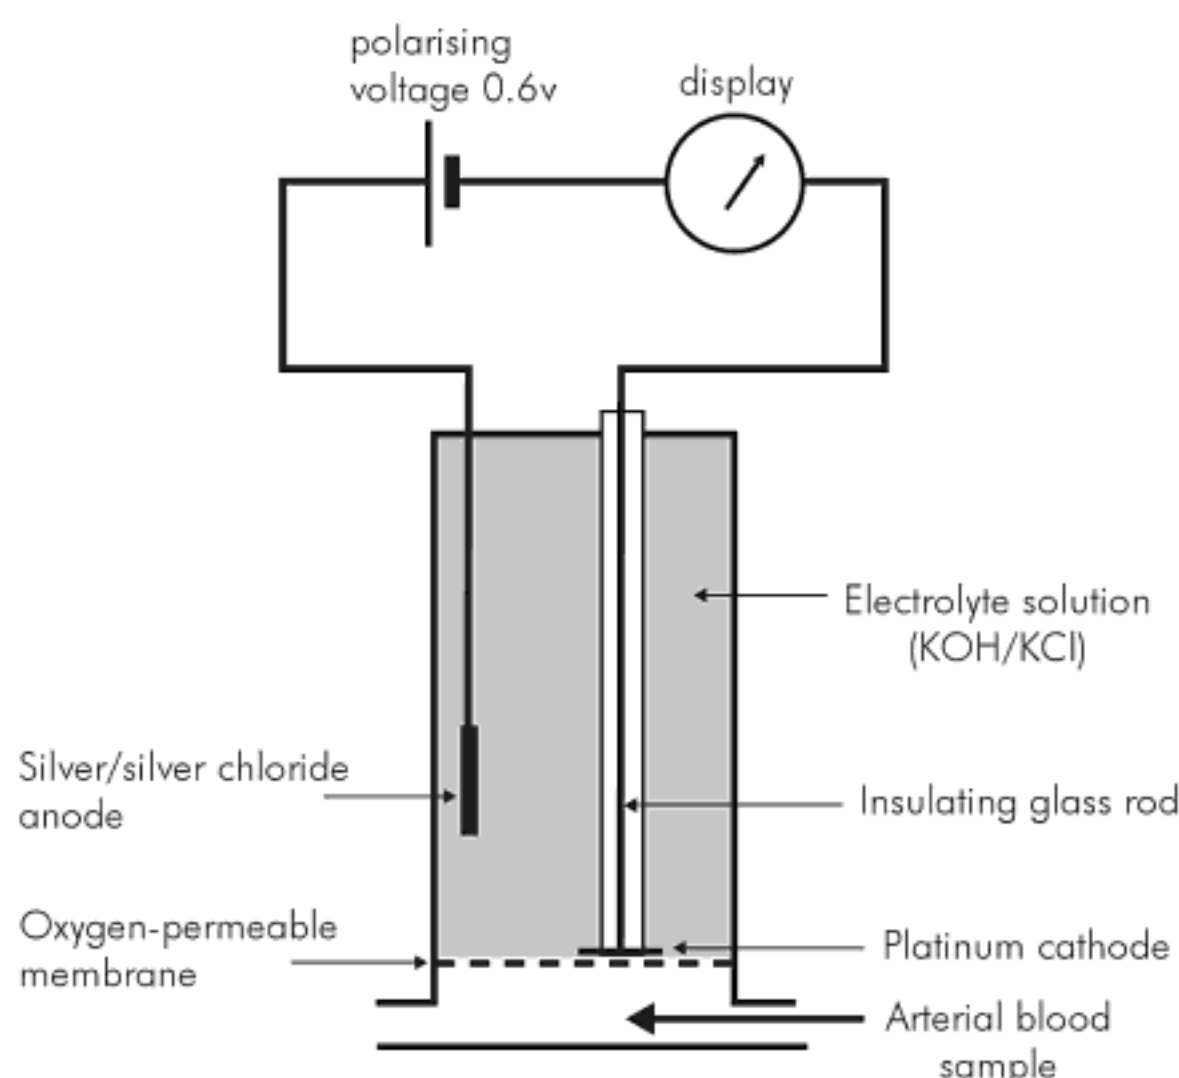 polarising
voltage 0.6v
display
Electrolyte solution
(KOH/KCl)
Silver/silver chloride
anode
Insulating glass rod
Oxygen-permeable
membrane
Platinum cathode
Arterial blood
sample